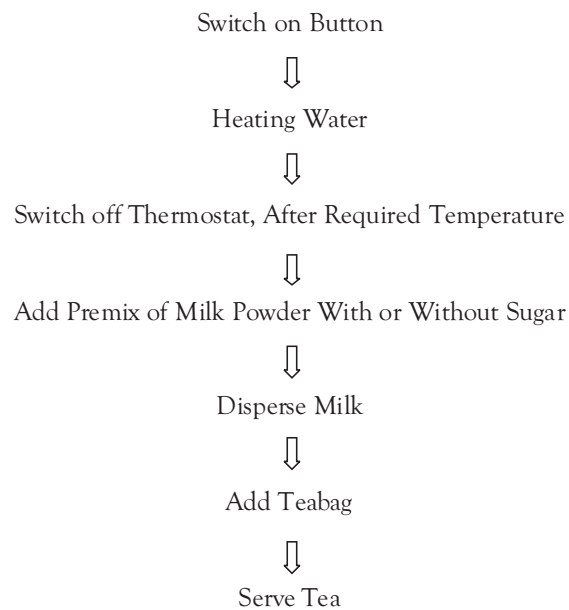 Switch on Button
Heating Water
Switch off Thermostat, After Required Temperature
Add Premix of Milk Powder With or Without Sugar
Disperse Milk
Add Teabag
Serve Tea